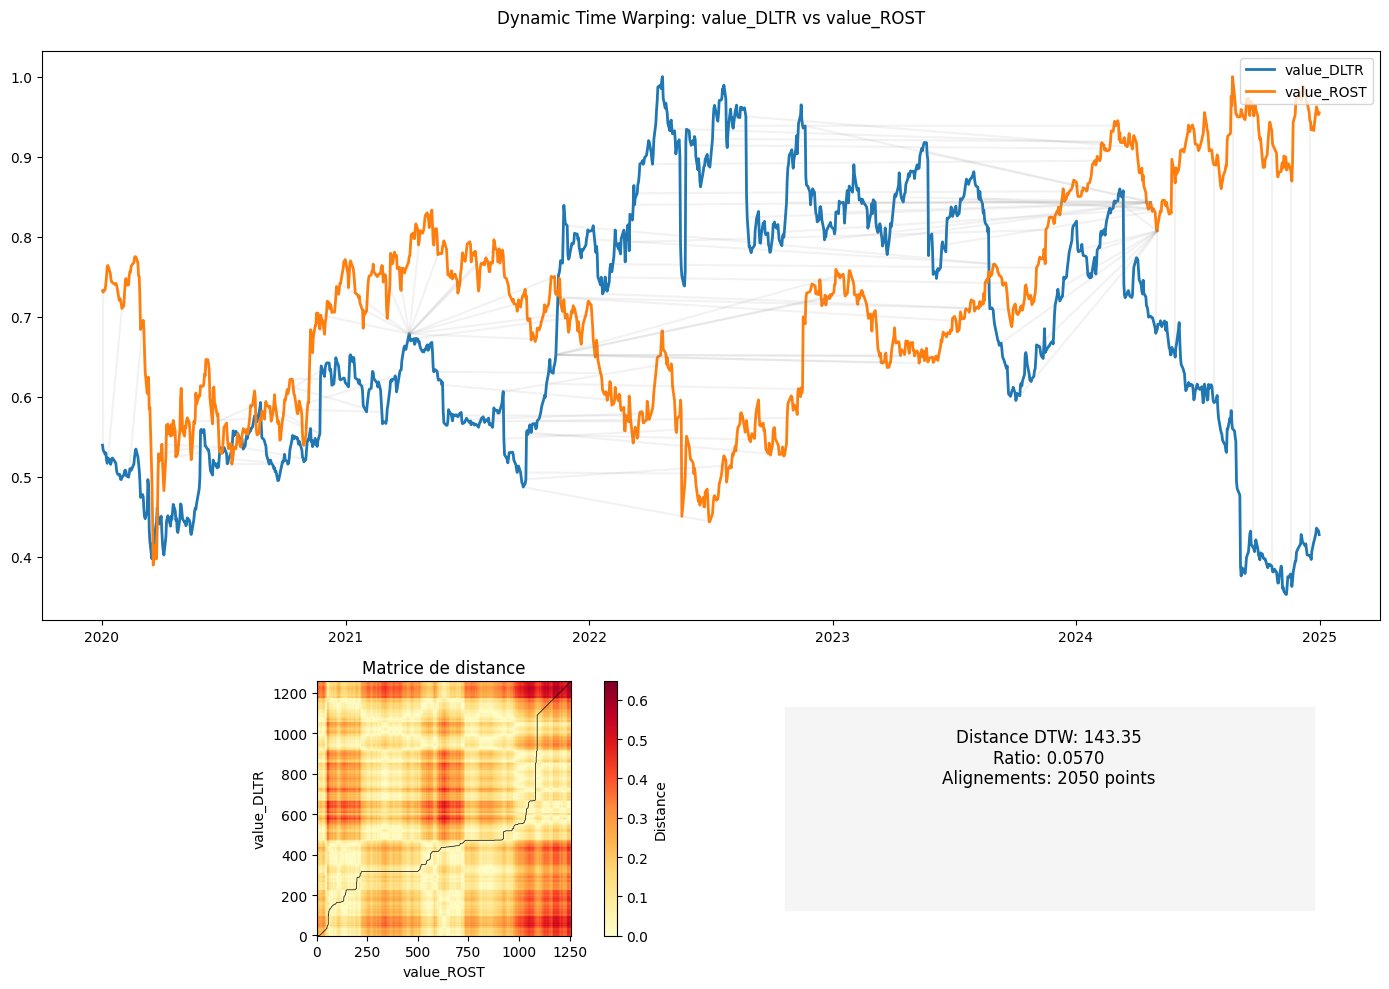 Dynamic Time Warping: value_DLTR vs value_ROST
value_DLTR
value_ROST
1.0
0.9
0.8
0.7
0.6
0.5
0.4
2020 2021 2022 2023 2024 2025
Matrice de distance
value_DLTR
1200
1000
800
600
400
200
0
0 250 500 750 1000 1250
value_ROST
0.6
0.5
0.4
0.3
0.2
0.1
0.0
Distance
Distance DTW: 143.35
Ratio: 0.0570
Alignements: 2050 points